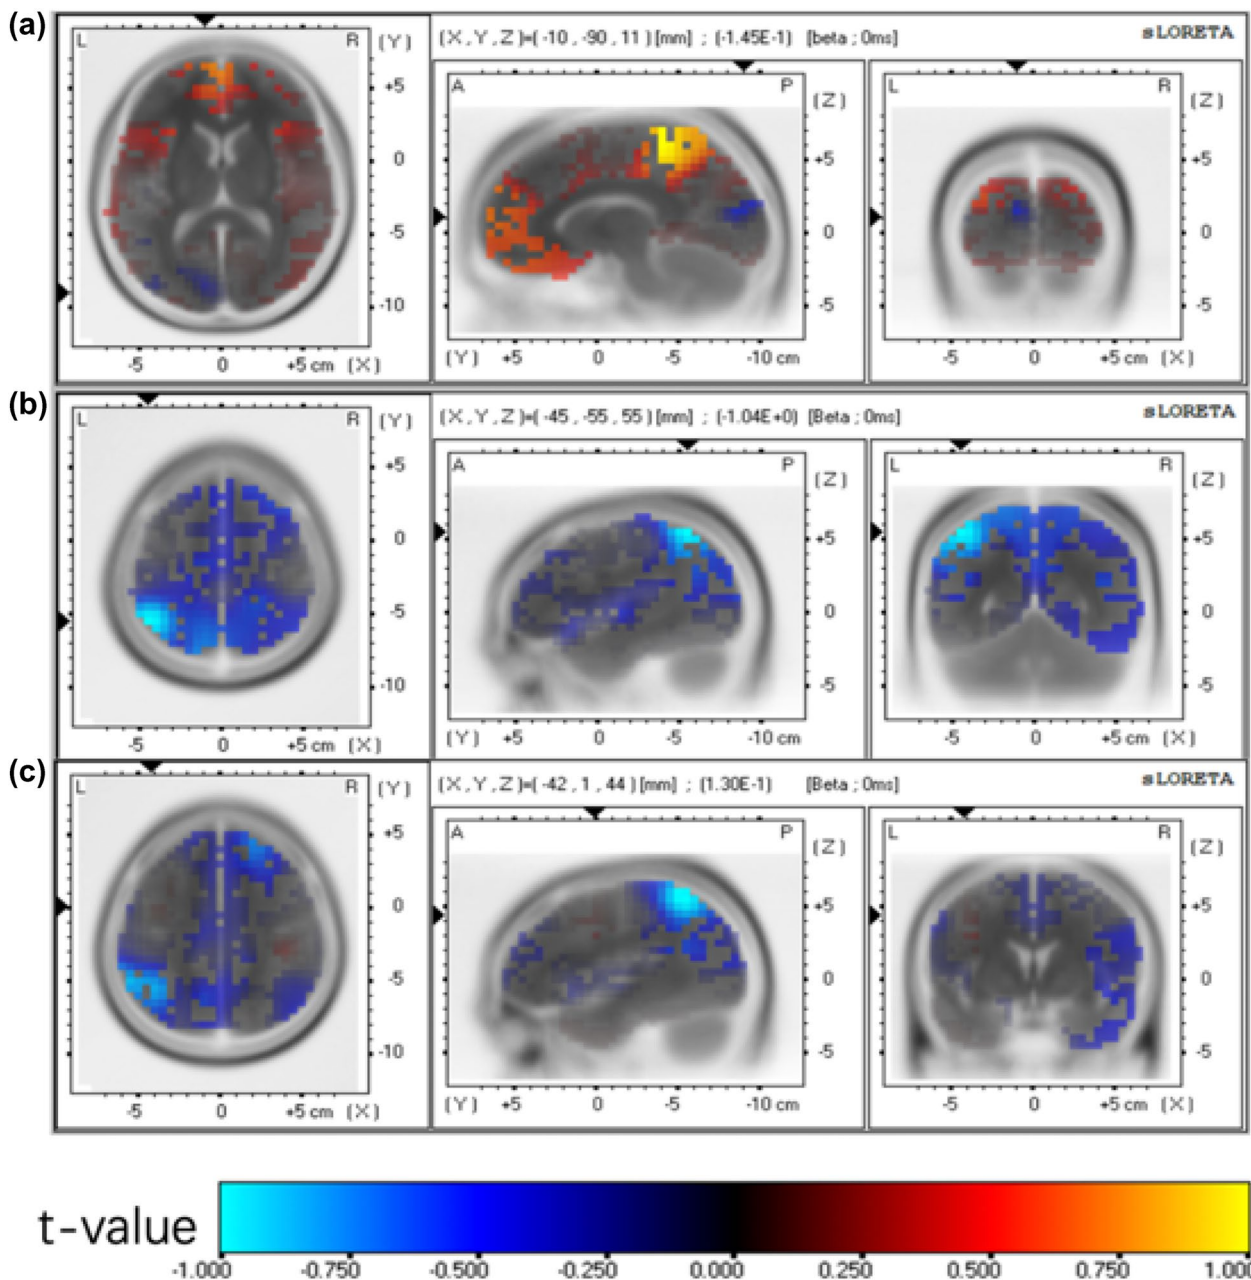 (a)
L R (Y) (X , Y , Z )=( -10 , -90 , 11 ) [mm] ; (-1.45E-1) [beta ; 0ms] sLORETA
A P (Z) L R (Z)
+5 0 -5 -10
+5 0 -5
+5 0 -5
-5 0 +5 cm (X)
(Y) +5 0 -5 -10 cm
-5 0 +5 cm (X)
(b)
L R (Y) (X , Y , Z )=( -45 , -55 , 55 ) [mm] ; (-1.04E+0) [Beta ; 0ms] sLORETA
A P (Z) L R (Z)
+5 0 -5 -10
+5 0 -5
+5 0 -5
-5 0 +5 cm (X)
(Y) +5 0 -5 -10 cm
-5 0 +5 cm (X)
(c)
L R (Y) (X , Y , Z )=( -42 , 1 , 44 ) [mm] ; (1.30E-1) [Beta ; 0ms] sLORETA
A P (Z) L R (Z)
+5 0 -5 -10
+5 0 -5
+5 0 -5
-5 0 +5 cm (X)
(Y) +5 0 -5 -10 cm
-5 0 +5 cm (X)
t-value
-1.000 -0.750 -0.500 -0.250 0.000 0.250 0.500 0.750 1.000